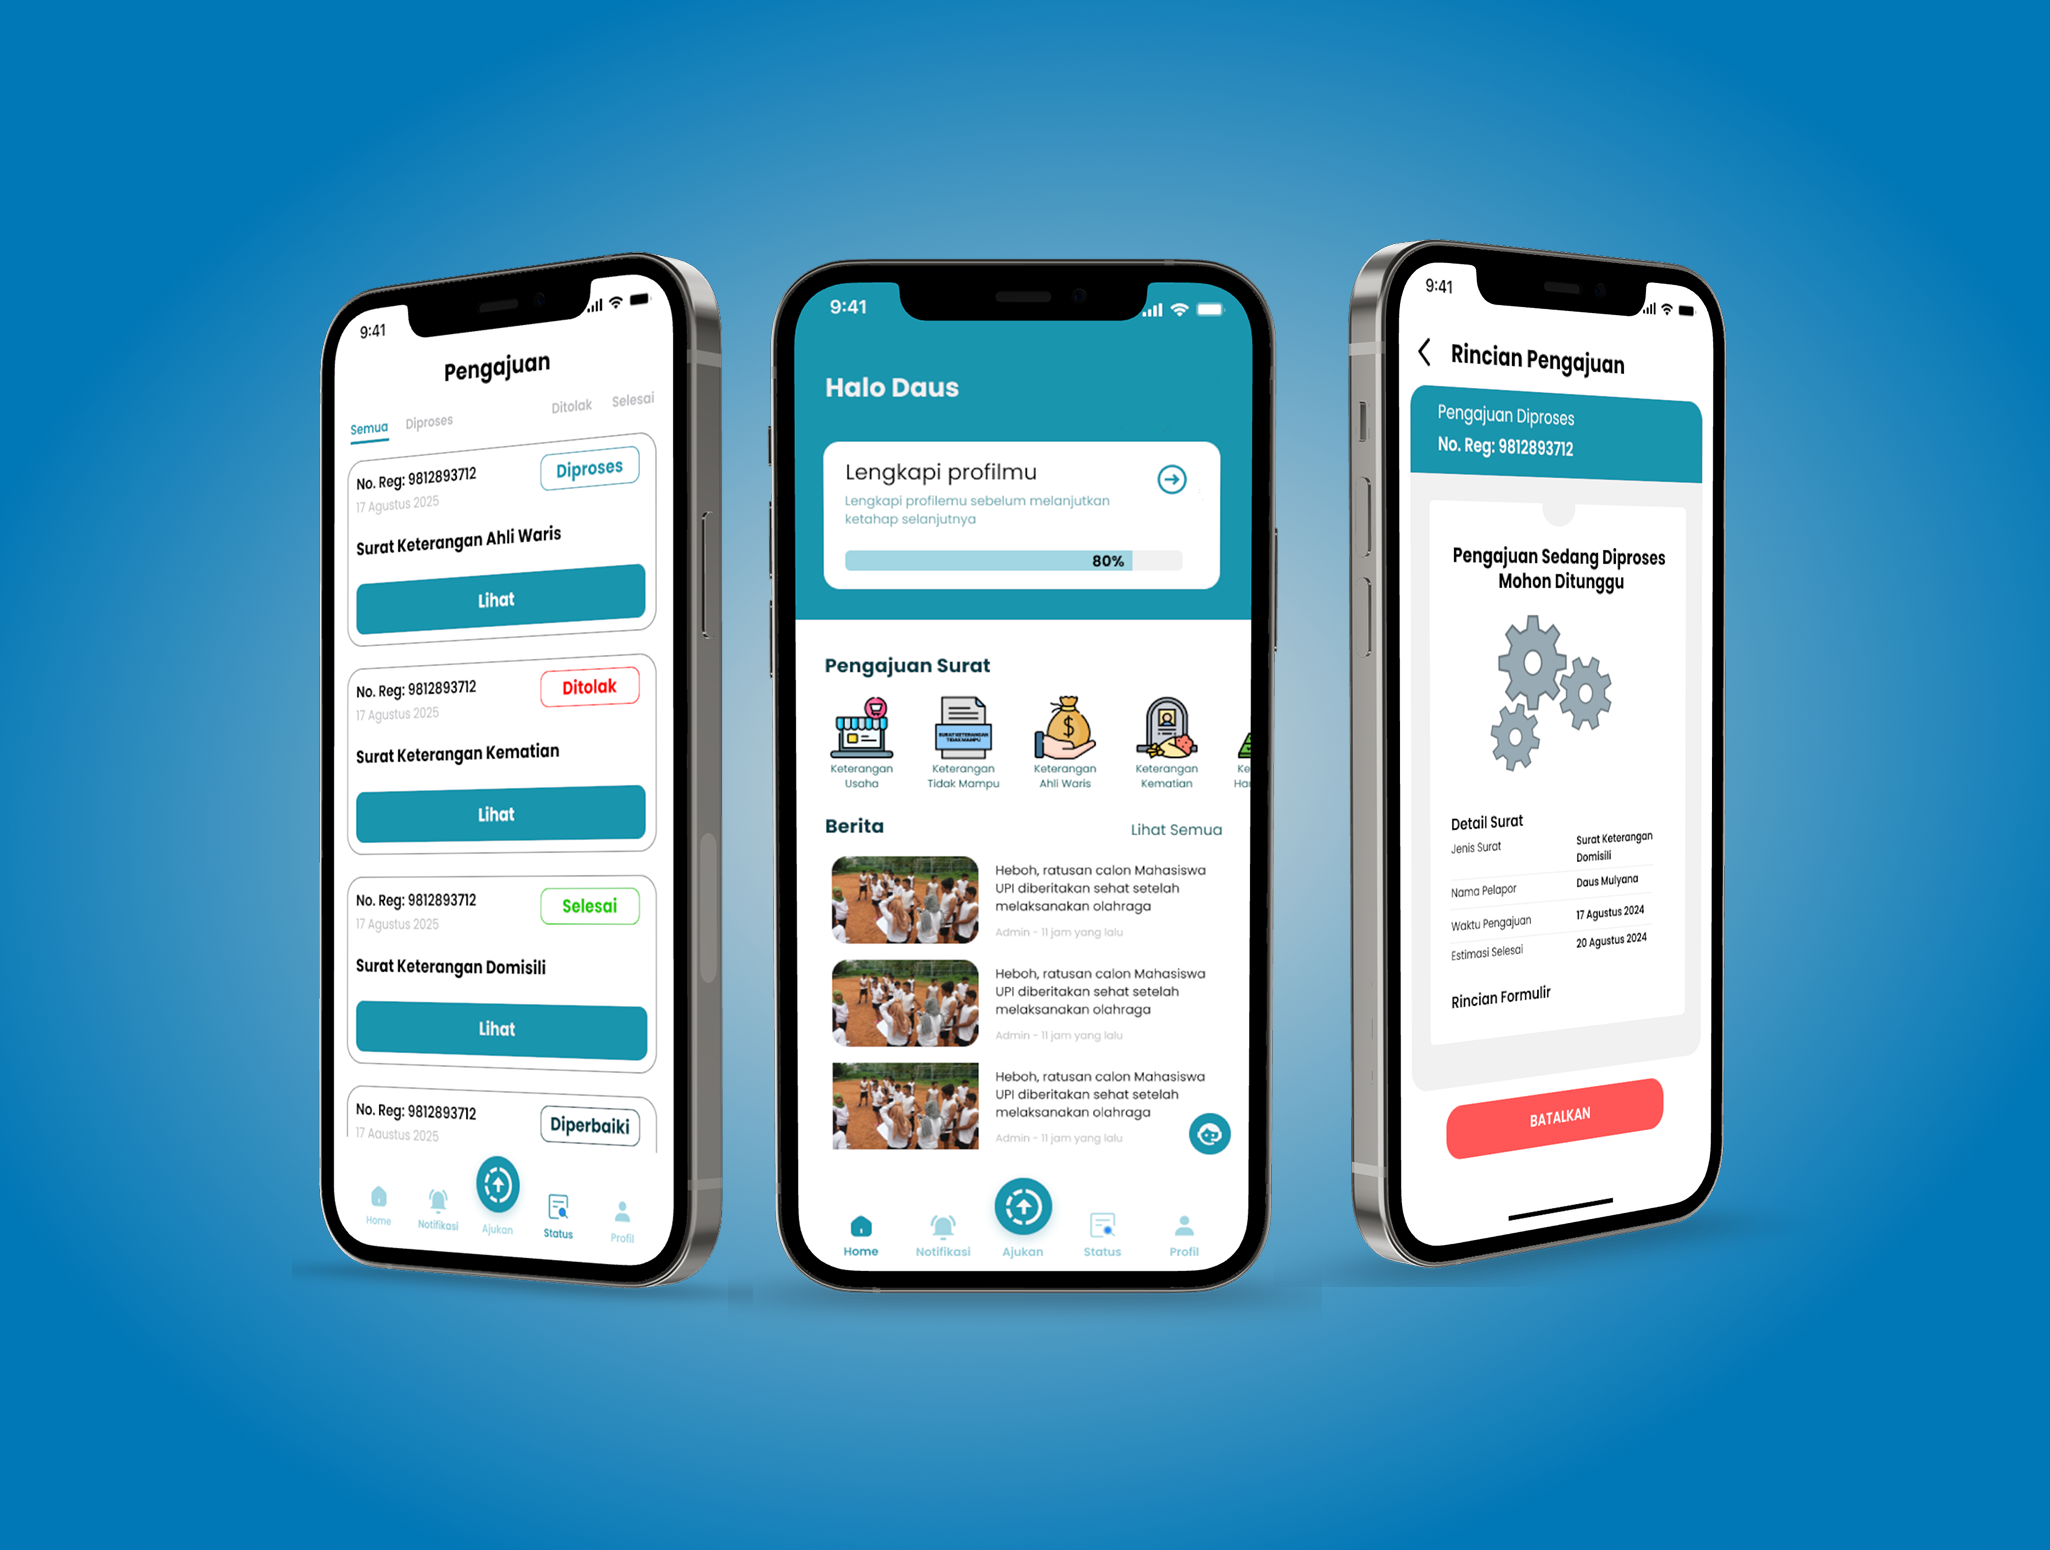 9:41
Pengajuan
Semua
Diproses
Ditolak
Selesai
No. Reg: 9812893712
17 Agustus 2025
Diproses
Surat Keterangan Ahli Waris
Lihat
No. Reg: 9812893712
17 Agustus 2025
Ditolak
Surat Keterangan Kematian
Lihat
No. Reg: 9812893712
17 Agustus 2025
Selesai
Surat Keterangan Domisili
Lihat
No. Reg: 9812893712
17 Agustus 2025
Diperbaiki
Home
Notifikasi
Ajukan
Status
Profil
9:41
Halo Daus
Lengkapi profilmu
Lengkapi profilemu sebelum melanjutkan
ketahap selanjutnya
80%
Pengajuan Surat
SURAT KETERANGAN
TIDAK MAMPU
Keterangan
Usaha
Keterangan
Tidak Mampu
Keterangan
Ahli Waris
Keterangan
Kematian
Ke
Ha
Berita
Lihat Semua
Heboh, ratusan calon Mahasiswa
UPI diberitakan sehat setelah
melaksanakan olahraga
Admin - 11 jam yang lalu
Heboh, ratusan calon Mahasiswa
UPI diberitakan sehat setelah
melaksanakan olahraga
Admin - 11 jam yang lalu
Heboh, ratusan calon Mahasiswa
UPI diberitakan sehat setelah
melaksanakan olahraga
Admin - 11 jam yang lalu
Home
Notifikasi
Ajukan
Status
Profil
9:41
Rincian Pengajuan
Pengajuan Diproses
No. Reg: 9812893712
Pengajuan Sedang Diproses
Mohon Ditunggu
Detail Surat
Jenis Surat
Surat Keterangan
Domisili
Nama Pelapor
Daus Mulyana
Waktu Pengajuan
17 Agustus 2024
Estimasi Selesai
20 Agustus 2024
Rincian Formulir
BATALKAN